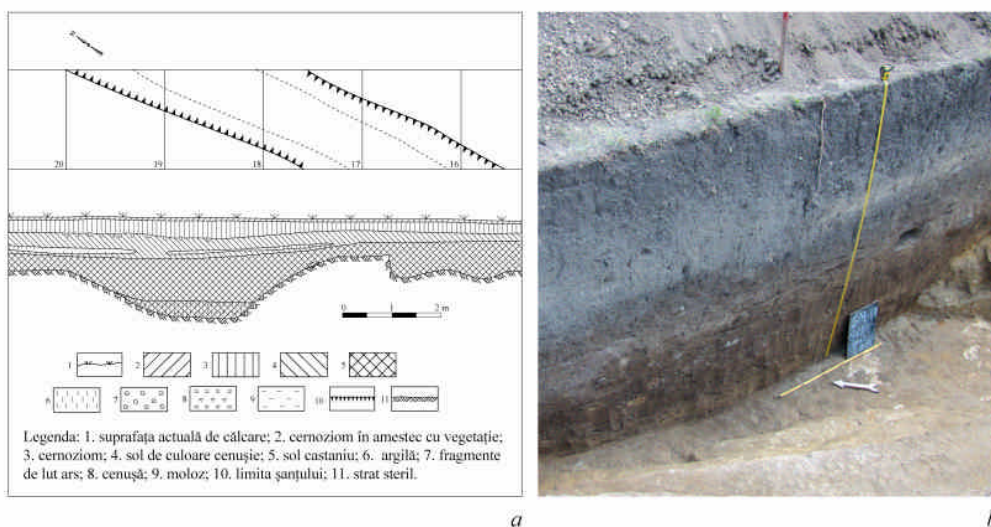 20 19 18 17 16
0 1 2 m
1 2 3 4 5
6 7 8 9 10 11
Legenda: 1. suprafața actuală de călcare; 2. cernoziom în amestec cu vegetație;
3. cernoziom; 4. sol de culoare cenușie; 5. sol castaniu; 6. argilă; 7. fragmente
de lut ars; 8. cenușă; 9. moloz; 10. limita șanțului; 11. strat steril.
a